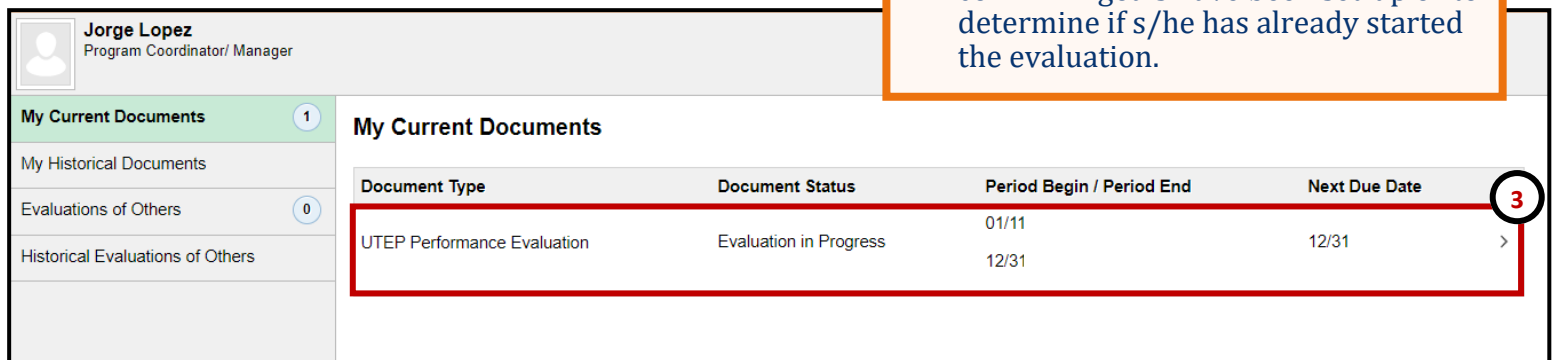 determine if s/he has already started
the evaluation.
Jorge Lopez
Program Coordinator/ Manager
My Current Documents 1
My Historical Documents
Evaluations of Others 0
Historical Evaluations of Others
My Current Documents
Document Type Document Status Period Begin / Period End Next Due Date
3
UTEP Performance Evaluation Evaluation in Progress 01/11 12/31 >
12/31